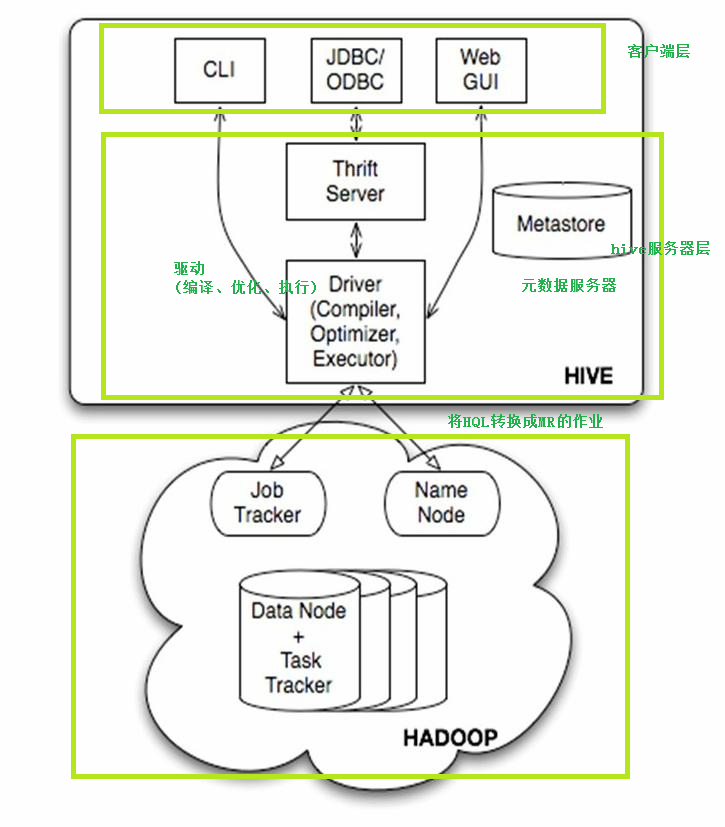 客户端层
CLI
JDBC/
ODBC
Web
GUI
Thrift
Server
Metastore
hive服务器层
驱动
(编译、优化、执行)
元数据服务器
Driver
(Compiler,
Optimizer,
Executor)
HIVE
将HQL转换成MR的作业
Job
Tracker
Name
Node
Data Node
+
Task
Tracker
HADOOP